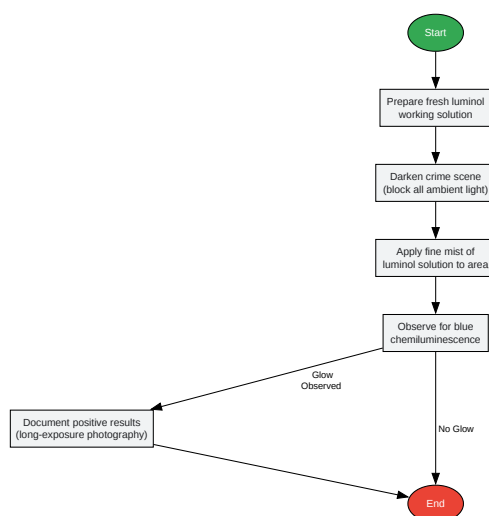 Start
Prepare fresh luminol
working solution
Darken crime scene
(block all ambient light)
Apply fine mist of
luminol solution to area
Observe for blue
chemiluminescence
Glow
Observed
Document positive results
(long-exposure photography)
No Glow
End